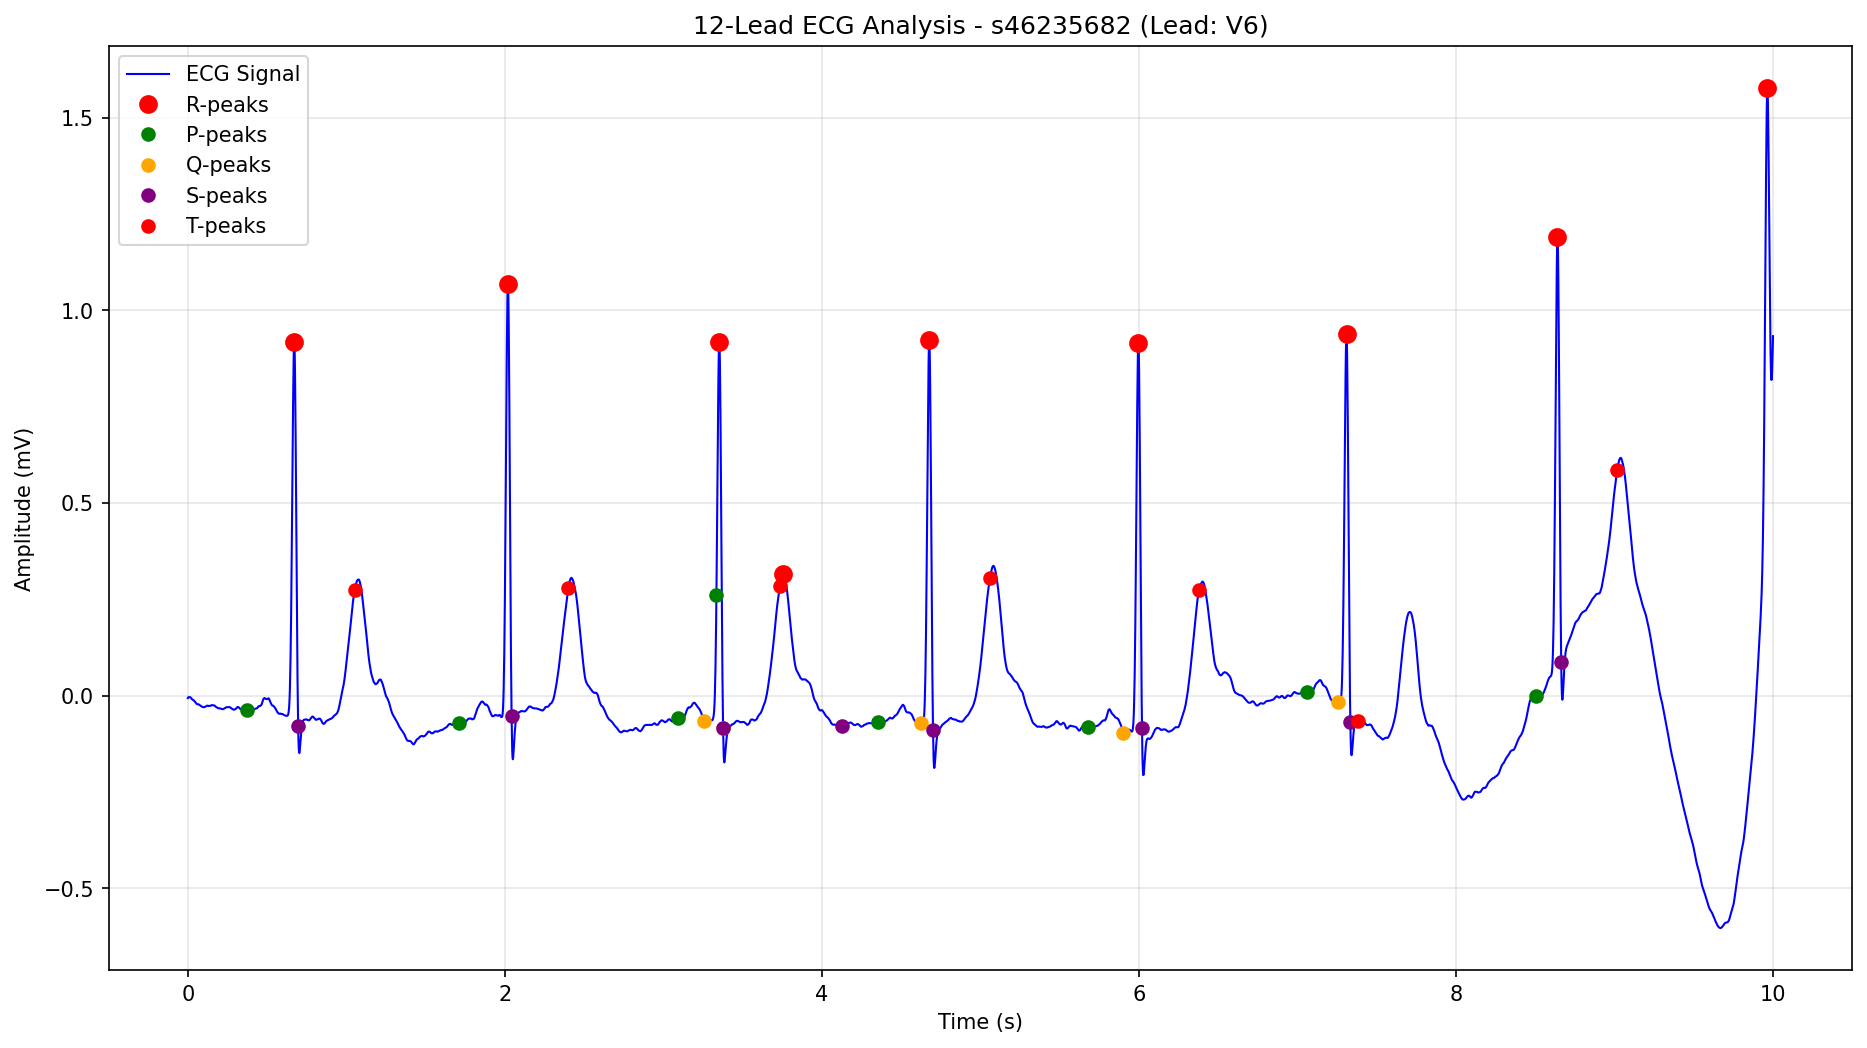 12-Lead ECG Analysis - s46235682 (Lead: V6)
ECG Signal
R-peaks
P-peaks
Q-peaks
S-peaks
T-peaks
Amplitude (mV)
1.5
1.0
0.5
0.0
−0.5
0 2 4 6 8 10
Time (s)